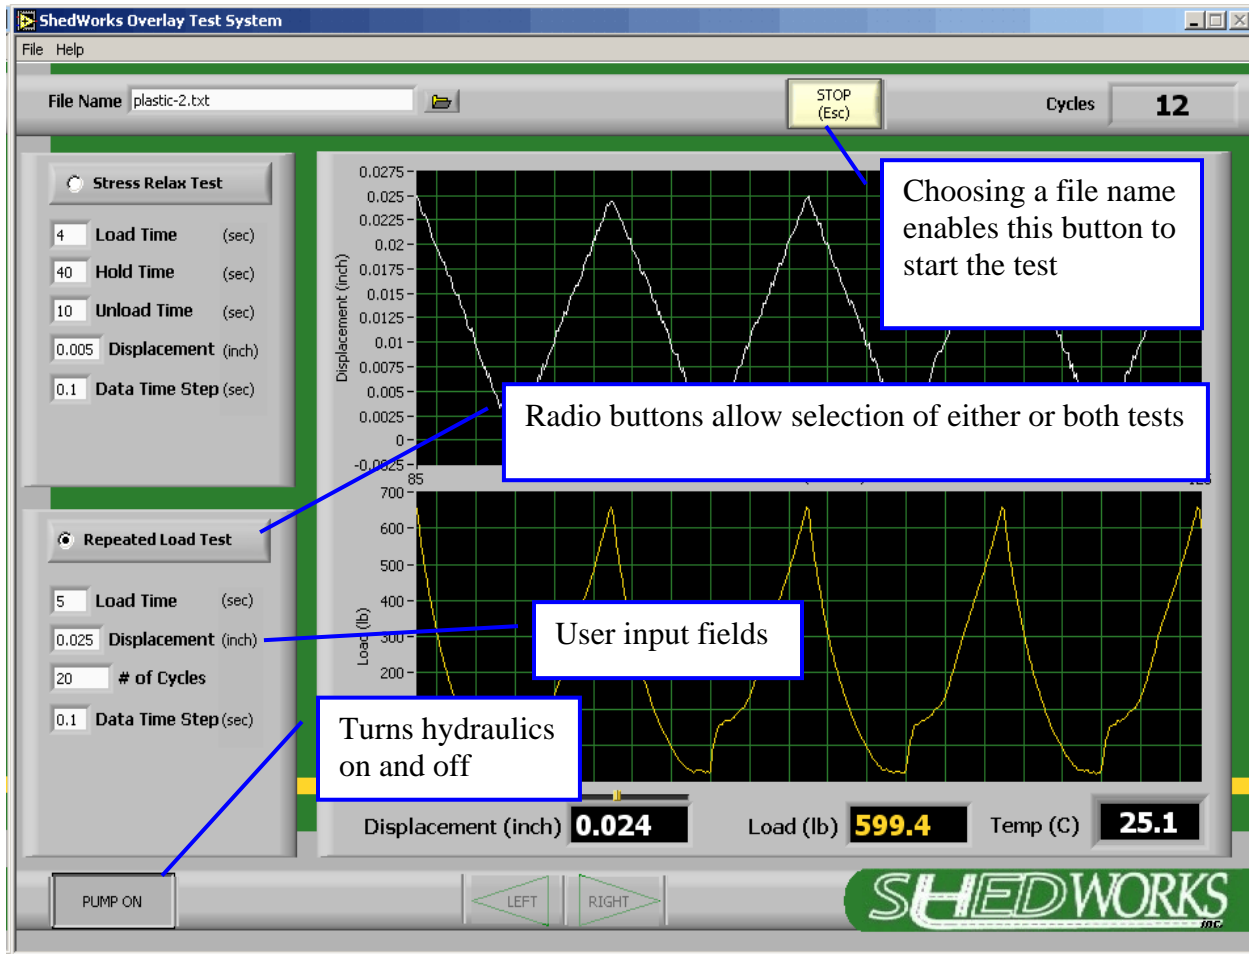 ShedWorks Overlay Test System
File Help
File Name plastic-2.txt
STOP
(Esc)
Cycles 12
Stress Relax Test
4 Load Time (sec)
40 Hold Time (sec)
10 Unload Time (sec)
0.005 Displacement (inch)
0.1 Data Time Step (sec)
Repeated Load Test
5 Load Time (sec)
0.025 Displacement (inch)
20 # of Cycles
0.1 Data Time Step (sec)
Displacement (inch)
0.0275
0.025
0.0225
0.02
0.0175
0.015
0.0125
0.01
0.0075
0.005
0.0025
0
-0.0025
85
Choosing a file name
enables this button to
start the test
Radio buttons allow selection of either or both tests
Load (lb)
700
600
500
400
300
200
User input fields
Turns hydraulics
on and off
Displacement (inch) 0.024
Load (lb) 599.4
Temp (C) 25.1
PUMP ON
LEFT
RIGHT
SHEDWORKS
INC.